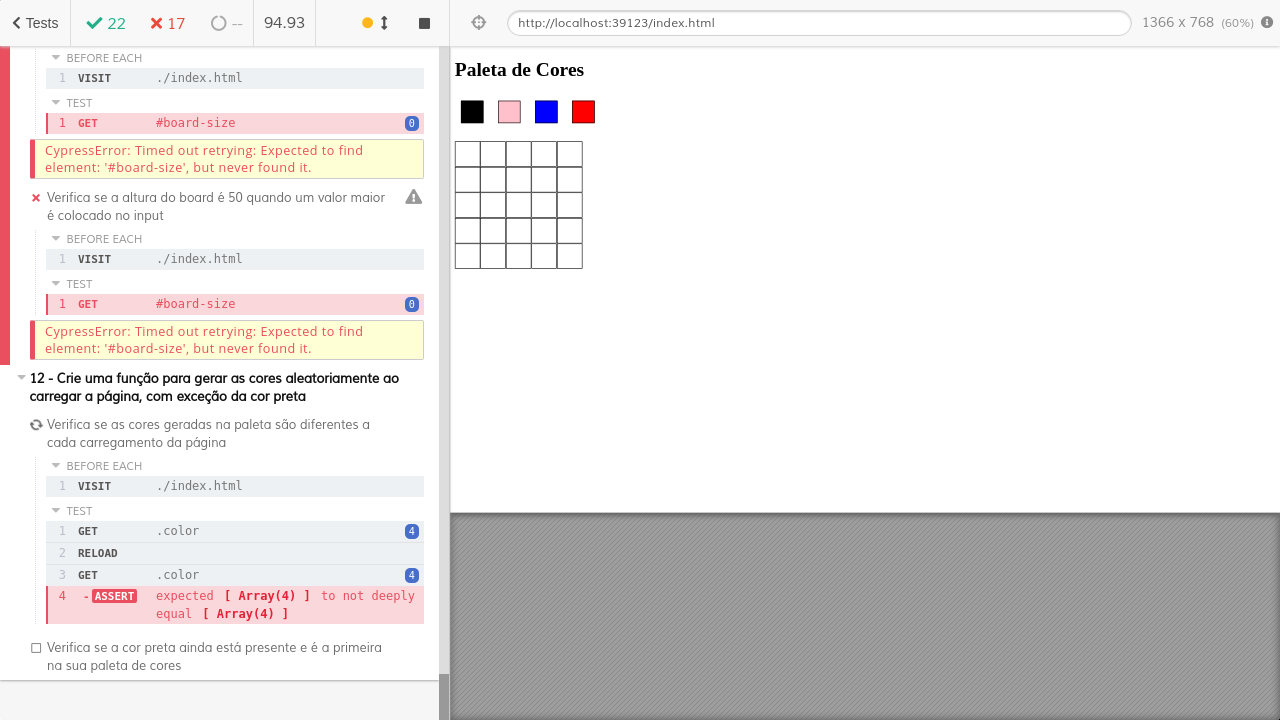 Tests
22
17
--
94.93
http://localhost:39123/index.html
1366 x 768 (60%)
BEFORE EACH
1 VISIT ./index.html
TEST
1 GET #board-size 0
CypressError: Timed out retrying: Expected to find
element: '#board-size', but never found it.
Verifica se a altura do board é 50 quando um valor maior
é colocado no input
BEFORE EACH
1 VISIT ./index.html
TEST
1 GET #board-size 0
CypressError: Timed out retrying: Expected to find
element: '#board-size', but never found it.
12 - Crie uma função para gerar as cores aleatoriamente ao
carregar a página, com exceção da cor preta
Verifica se as cores geradas na paleta são diferentes a
cada carregamento da página
BEFORE EACH
1 VISIT ./index.html
TEST
1 GET .color 4
2 RELOAD
3 GET .color 4
4 -ASSERT expected [ Array(4) ] to not deeply
equal [ Array(4) ]
Verifica se a cor preta ainda está presente e é a primeira
na sua paleta de cores
Paleta de Cores